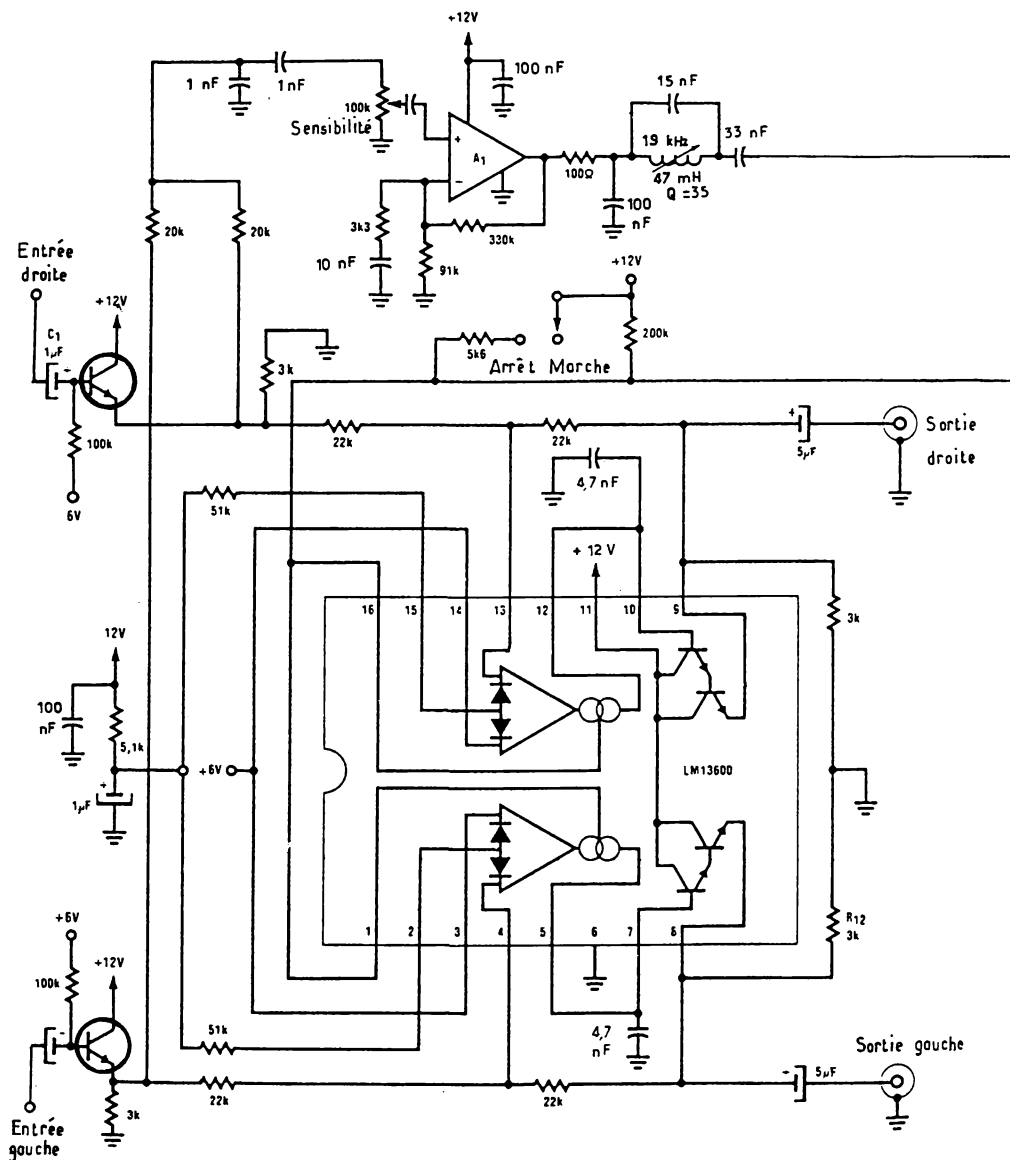 +12V
100 nF
1 nF
1nF
100k
Sensibilité
A1
+
−
100Ω
15 nF
19 kHz
47 mH
Q =35
33 nF
100
nF
20k
20k
3k3
10 nF
91k
330k
Entrée
droite
+12V
C1
1µF
100k
6V
3k
+12V
5k6
Arrêt Marche
200k
22k
22k
+
5µF
Sortie
droite
51k
4,7 nF
+ 12 V
16
15
14
13
12
11
10
9
3k
12V
100
nF
5,1k
+
1µF
+6V
LM13600
1
2
3
4
5
6
7
8
R12
3k
+6V
100k
+12V
51k
4,7
nF
Sortie gauche
5µF
22k
22k
3k
Entrée
gauche